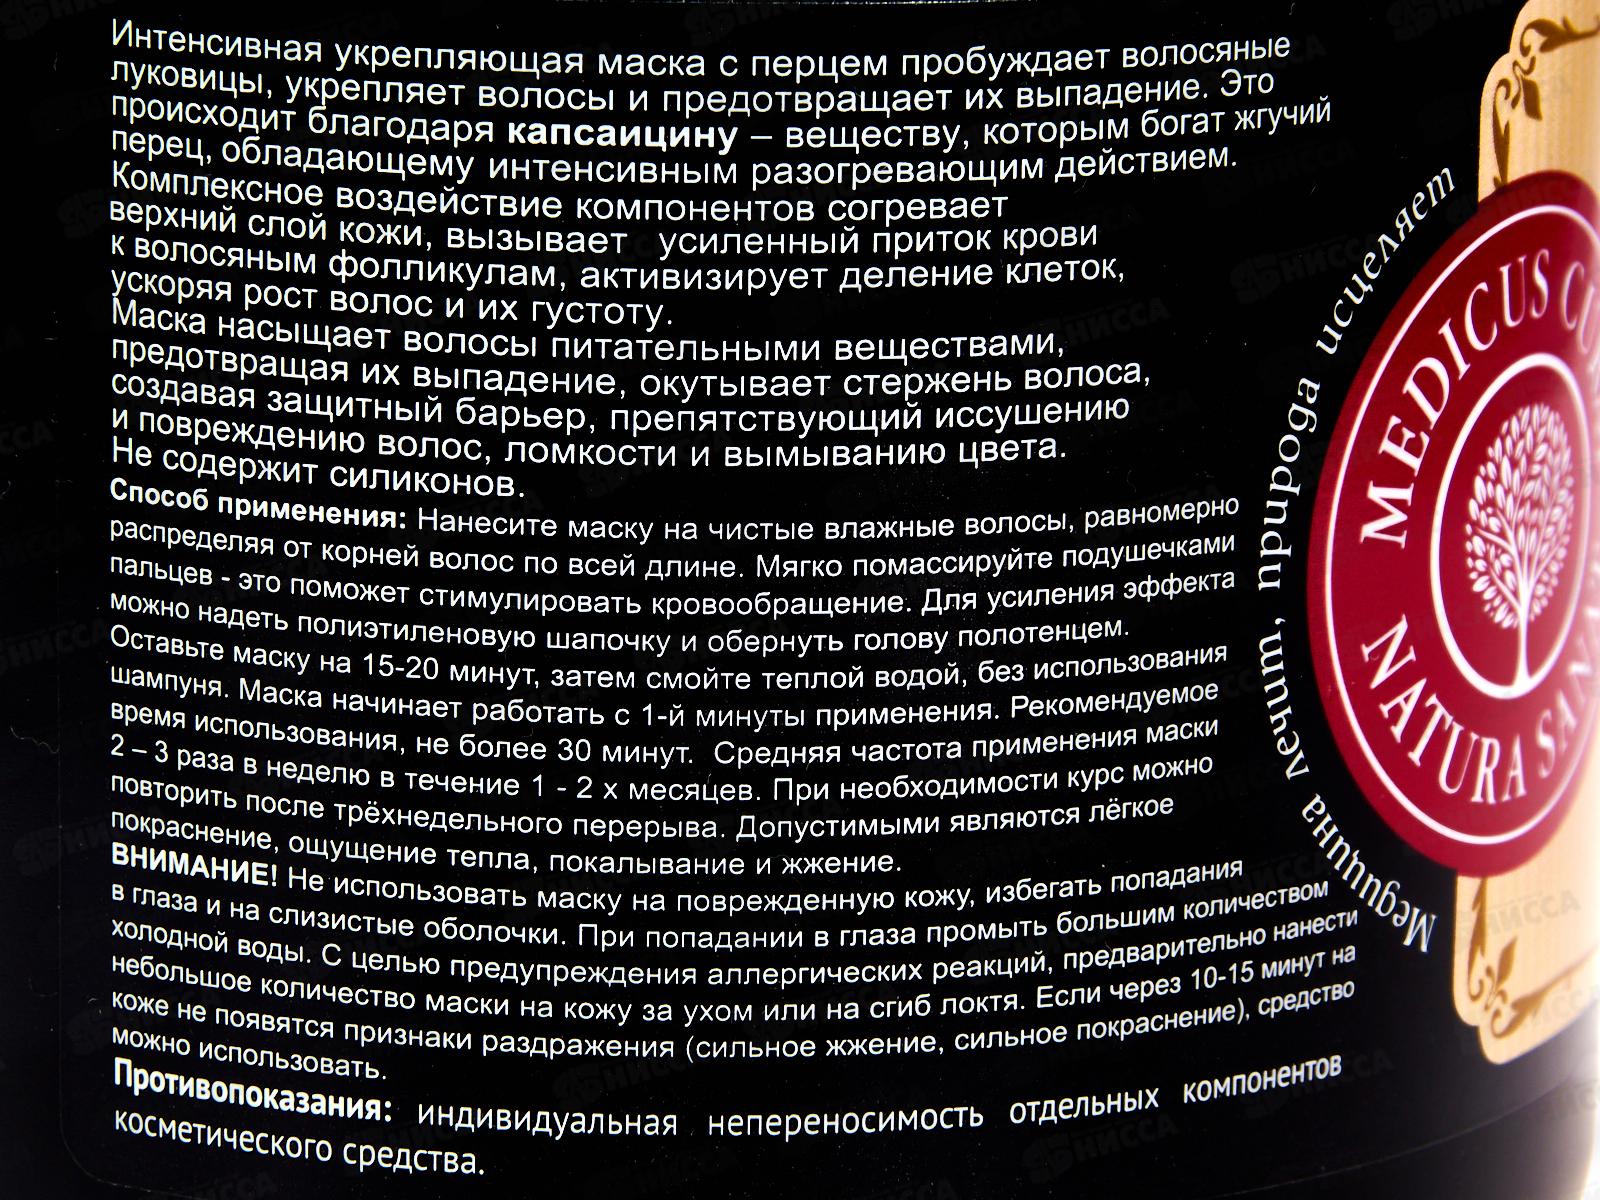 Интенсивная укрепляющая маска с перцем пробуждает волосяные
луковицы, укрепляет волосы и предотвращает их выпадение. Это
происходит благодаря капсаицину – веществу, которым богат жгучий
перец, обладающему интенсивным разогревающим действием.
Комплексное воздействие компонентов согревает
верхний слой кожи, вызывает усиленный приток крови
к волосяным фолликулам, активизирует деление клеток,
ускоряя рост волос и их густоту.
Маска насыщает волосы питательными веществами,
предотвращая их выпадение, окутывает стержень волоса,
создавая защитный барьер, препятствующий иссушению
и повреждению волос, ломкости и вымыванию цвета.
Не содержит силиконов.
Способ применения: Нанесите маску на чистые влажные волосы, равномерно
распределяя от корней волос по всей длине. Мягко помассируйте подушечками
пальцев - это поможет стимулировать кровообращение. Для усиления эффекта
можно надеть полиэтиленовую шапочку и обернуть голову полотенцем.
Оставьте маску на 15-20 минут, затем смойте теплой водой, без использования
шампуня. Маска начинает работать с 1-й минуты применения. Рекомендуемое
время использования, не более 30 минут. Средняя частота применения маски
2 – 3 раза в неделю в течение 1 - 2 х месяцев. При необходимости курс можно
повторить после трёхнедельного перерыва. Допустимыми являются лёгкое
покраснение, ощущение тепла, покалывание и жжение.
ВНИМАНИЕ! Не использовать маску на поврежденную кожу, избегать попадания
в глаза и на слизистые оболочки. При попадании в глаза промыть большим количеством
холодной воды. С целью предупреждения аллергических реакций, предварительно нанести
небольшое количество маски на кожу за ухом или на сгиб локтя. Если через 10-15 минут на
коже не появятся признаки раздражения (сильное жжение, сильное покраснение), средство
можно использовать.
Противопоказания: индивидуальная непереносимость отдельных компонентов
косметического средства.
Медицина лечит, природа исцеляет
MEDICUS
NATURA
НИССА